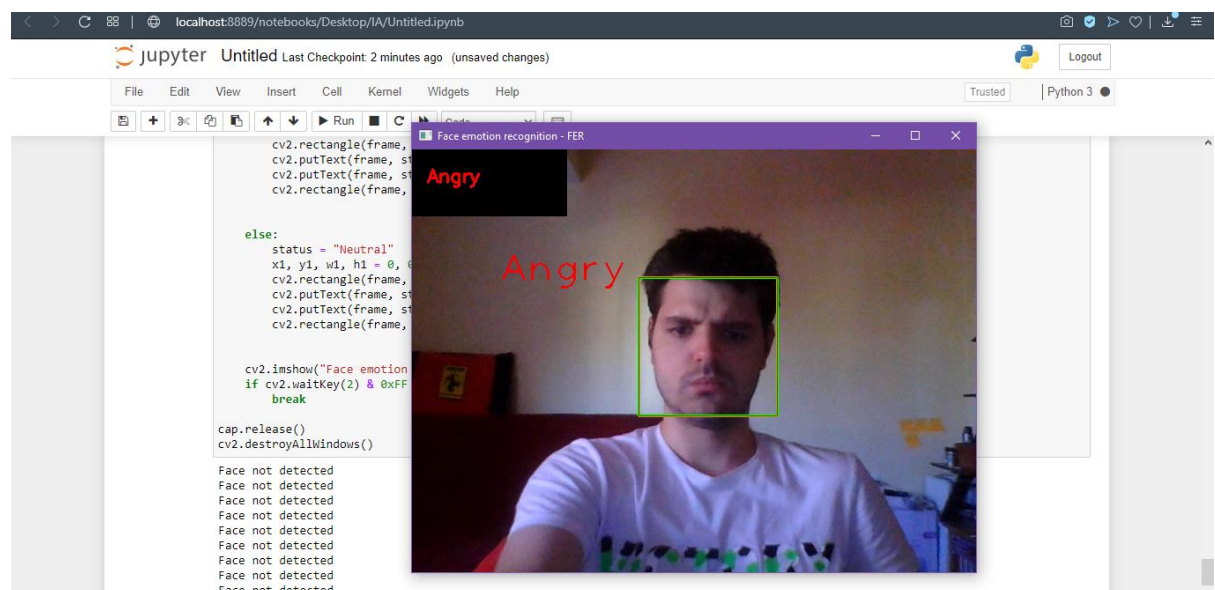 localhost:8889/notebooks/Desktop/IA/Untitled.ipynb
jupyter Untitled Last Checkpoint: 2 minutes ago (unsaved changes)
Logout
File Edit View Insert Cell Kernel Widgets Help
Trusted
Python 3
Run
Code
Face emotion recognition - FER
cv2.rectangle(frame,
cv2.putText(frame, st
cv2.putText(frame, st
cv2.rectangle(frame,
else:
status = "Neutral"
x1, y1, w1, h1 = 0, 0
cv2.rectangle(frame,
cv2.putText(frame, st
cv2.putText(frame, st
cv2.rectangle(frame,
cv2.imshow("Face emotion
if cv2.waitKey(2) & 0xFF
break
cap.release()
cv2.destroyAllWindows()
Angry
Angry
Face not detected
Face not detected
Face not detected
Face not detected
Face not detected
Face not detected
Face not detected
Face not detected
Face not detected